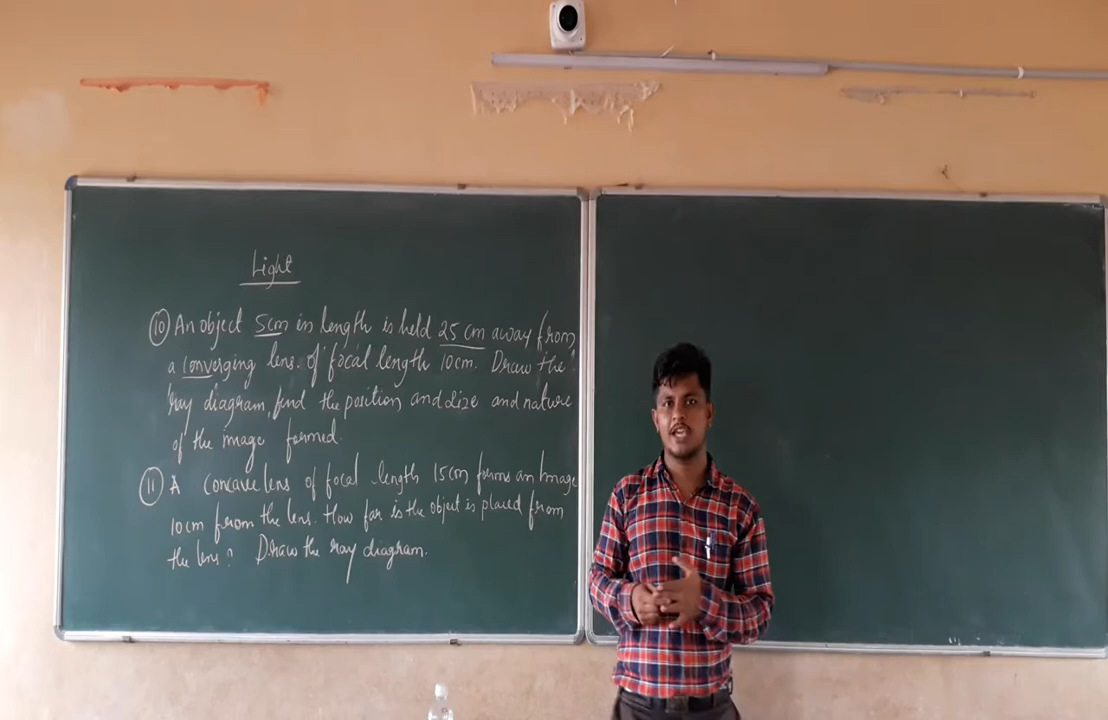 Light
⑩ An object 5cm in length is held 25 cm away from
a converging lens of focal length 10cm. Draw the
ray diagram, find the position and size and nature
of the image formed.
⑪ A concave lens of focal length 15cm forms an Image
10cm from the lens. How far is the object is placed from
the lens? Draw the ray diagram.